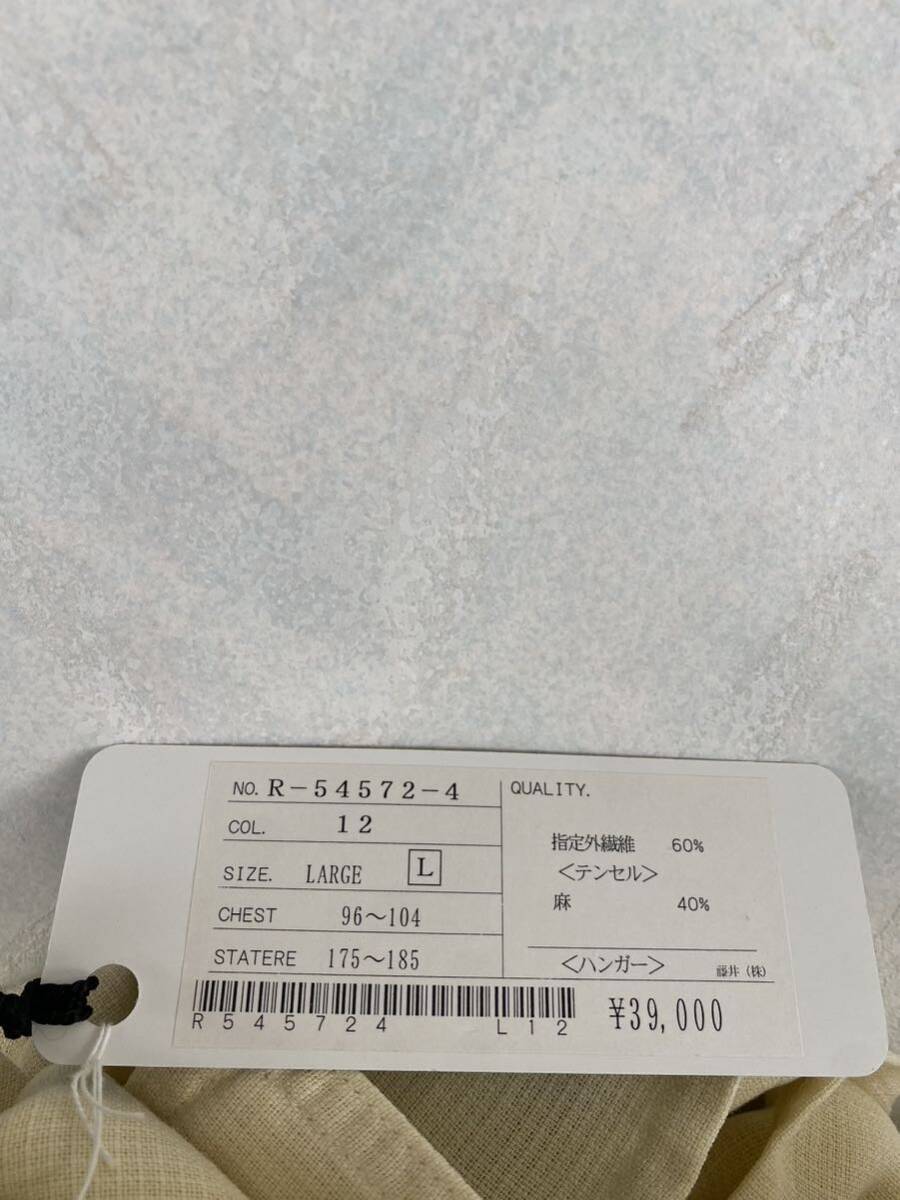 NO. R-54572-4
COL. 12
SIZE. LARGE L
CHEST 96~104
STATERE 175~185
QUALITY.
指定外繊維 60%
<テンセル>
麻 40%
<ハンガー> 藤井(株)
R545724 L12
¥39,000